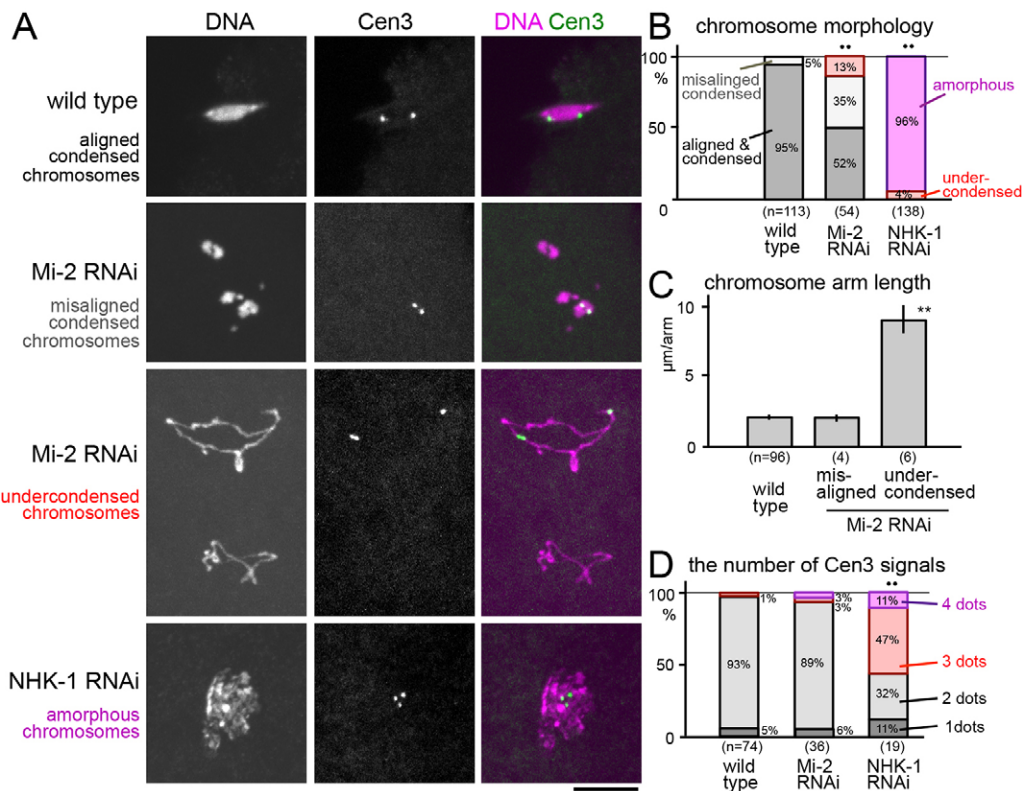 A
DNA
Cen3
DNA Cen3
wild type
aligned
condensed
chromosomes
Mi-2 RNAi
misaligned
condensed
chromosomes
Mi-2 RNAi
undercondensed
chromosomes
NHK-1 RNAi
amorphous
chromosomes
B
chromosome morphology
100
%
50
0
misalinged
condensed
aligned &
condensed
5%
95%
13%
35%
52%
96%
4%
••
••
amorphous
under-
condensed
(n=113)
(54)
(138)
wild
type
Mi-2
RNAi
NHK-1
RNAi
C
chromosome arm length
10
5
0
μm/arm
**
(n=96)
(4)
(6)
wild
type
mis-
aligned
under-
condensed
Mi-2 RNAi
D
the number of Cen3 signals
100
%
50
0
1%
93%
5%
3%
3%
89%
6%
••
11%
47%
32%
11%
4 dots
3 dots
2 dots
1dots
(n=74)
(36)
(19)
wild
type
Mi-2
RNAi
NHK-1
RNAi